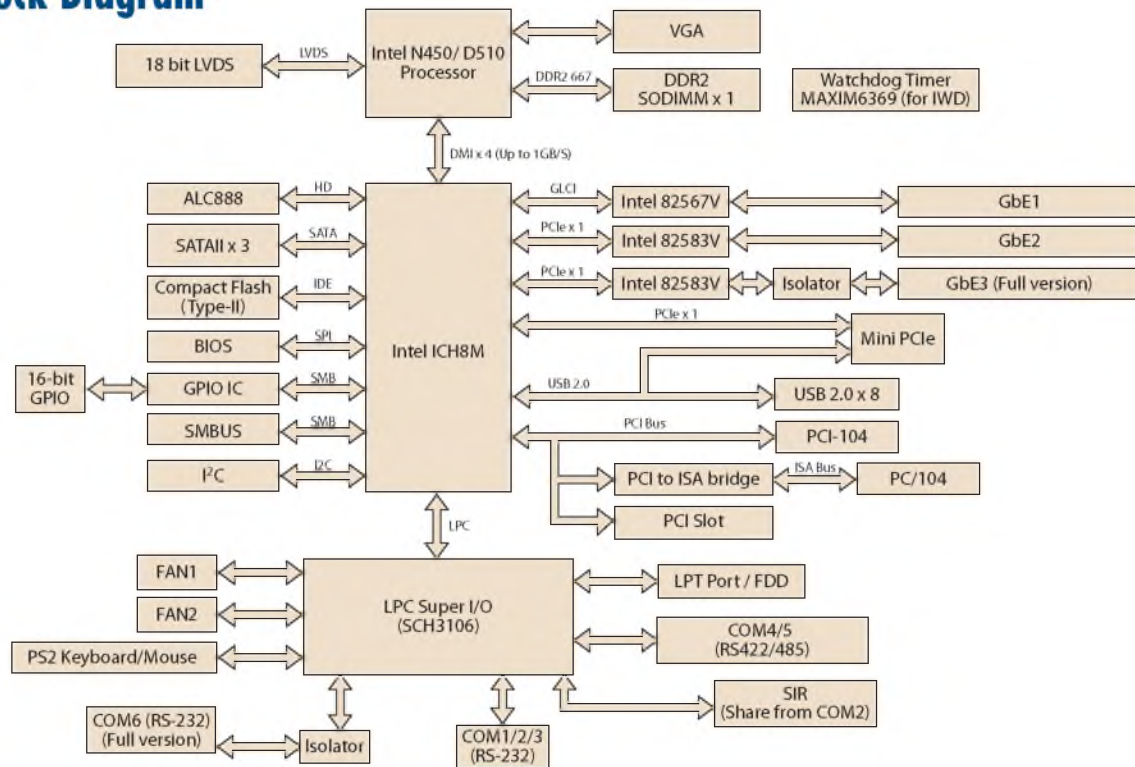 Diagram
18 bit LVDS
LVDS
Intel N450/ D510
Processor
VGA
DDR2 667
DDR2
SODIMM x 1
Watchdog Timer
MAXIM6369 (for IWD)
DMI x 4 (Up to 1GB/S)
ALC888
HD
SATAII x 3
SATA
Compact Flash
(Type-II)
IDE
BIOS
SPI
16-bit
GPIO
GPIO IC
SMB
SMBUS
SMB
I²C
I2C
Intel ICH8M
GLCI
Intel 82567V
GbE1
PCIe x 1
Intel 82583V
GbE2
PCIe x 1
Intel 82583V
Isolator
GbE3 (Full version)
PCIe x 1
Mini PCIe
USB 2.0
USB 2.0 x 8
PCI Bus
PCI-104
PCI to ISA bridge
ISA Bus
PC/104
PCI Slot
LPC
FAN1
FAN2
PS2 Keyboard/Mouse
LPC Super I/O
(SCH3106)
LPT Port / FDD
COM4/5
(RS422/485)
SIR
(Share from COM2)
COM6 (RS-232)
(Full version)
Isolator
COM1/2/3
(RS-232)